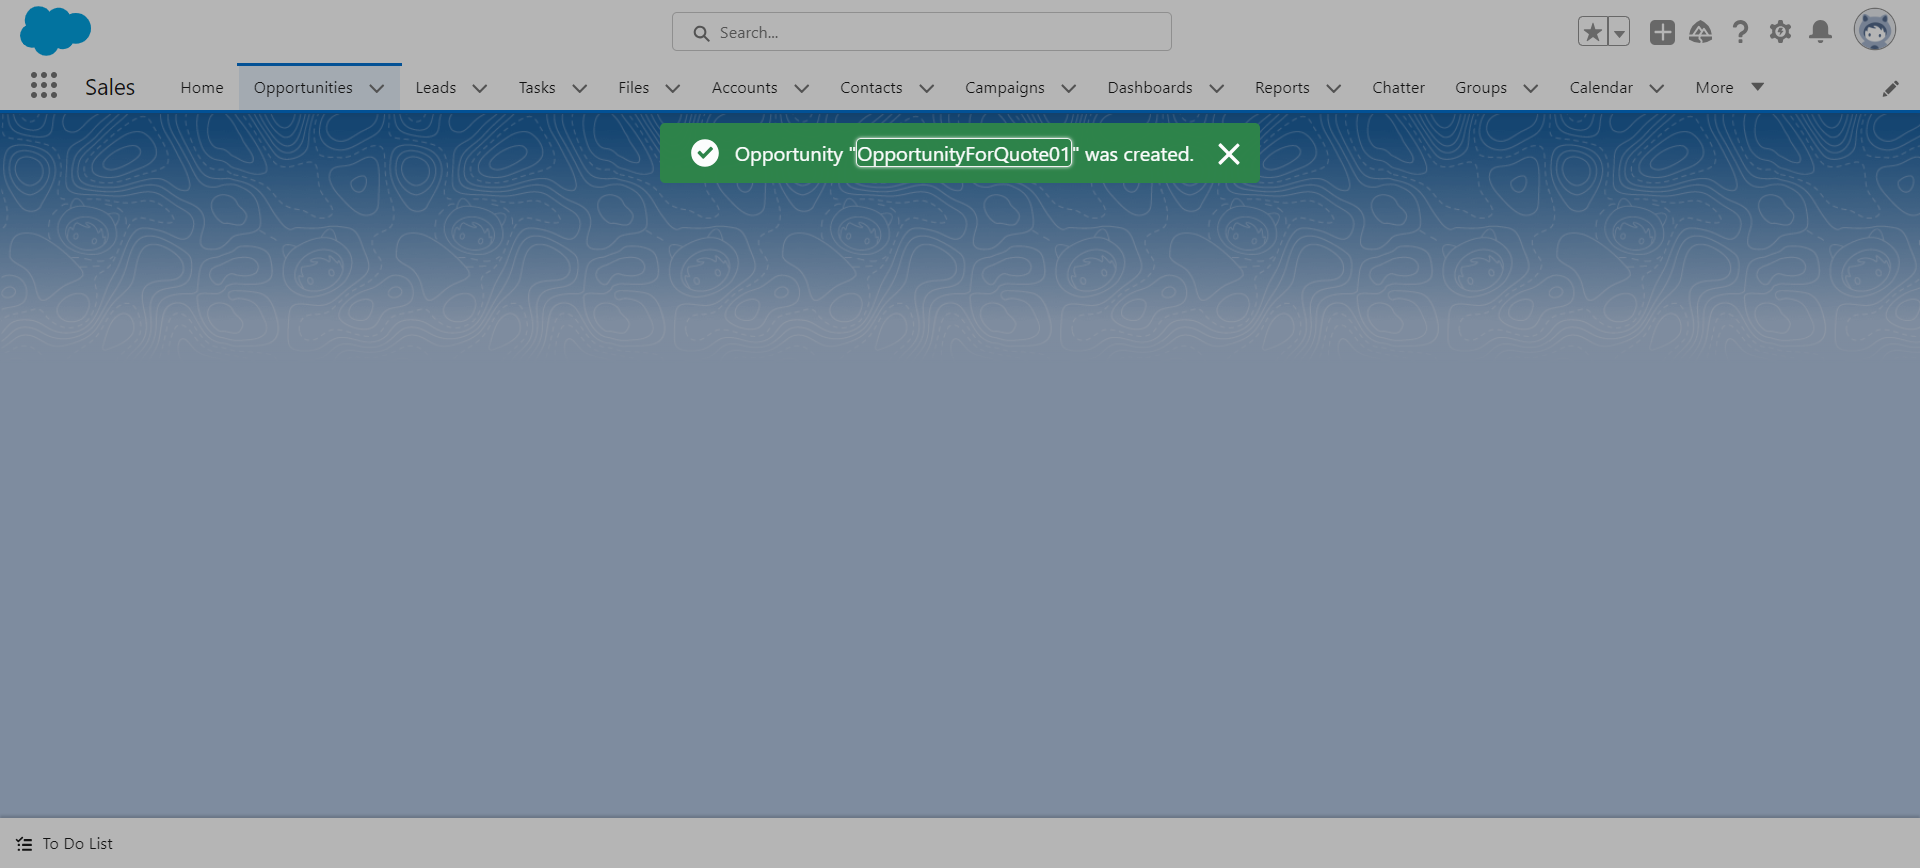 Search...
Sales
Home
Opportunities
Leads
Tasks
Files
Accounts
Contacts
Campaigns
Dashboards
Reports
Chatter
Groups
Calendar
More
Opportunity "OpportunityForQuote01" was created.
To Do List